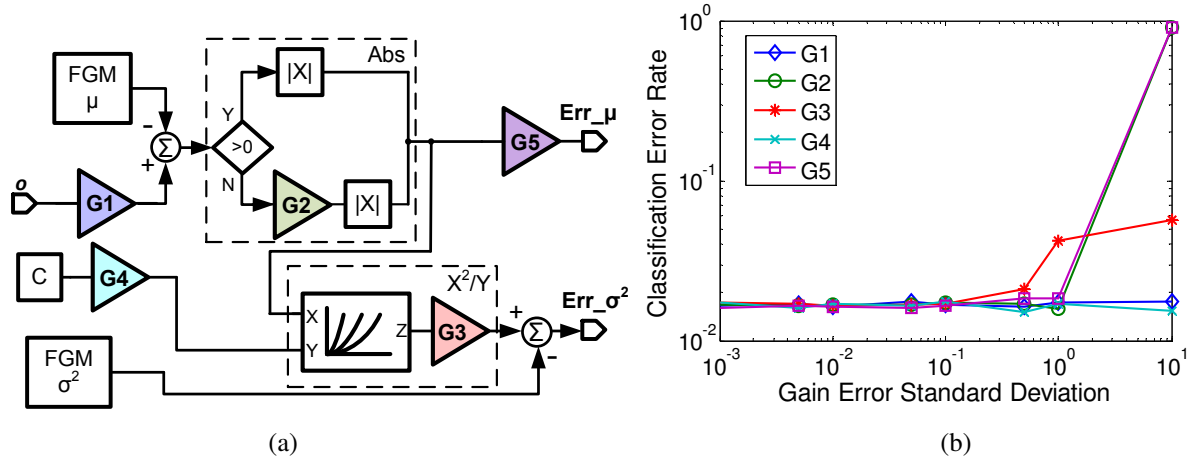 FGM
μ
-
Σ
+
o
G1
Y
>0
N
|X|
Abs
G2
|X|
G5
Err_μ
C
G4
X²/Y
X
Y
Z
G3
+
Σ
-
Err_σ²
FGM
σ²
(a)
Classification Error Rate
10⁰
10⁻¹
10⁻²
G1
G2
G3
G4
G5
10⁻³
10⁻²
10⁻¹
10⁰
10¹
Gain Error Standard Deviation
(b)